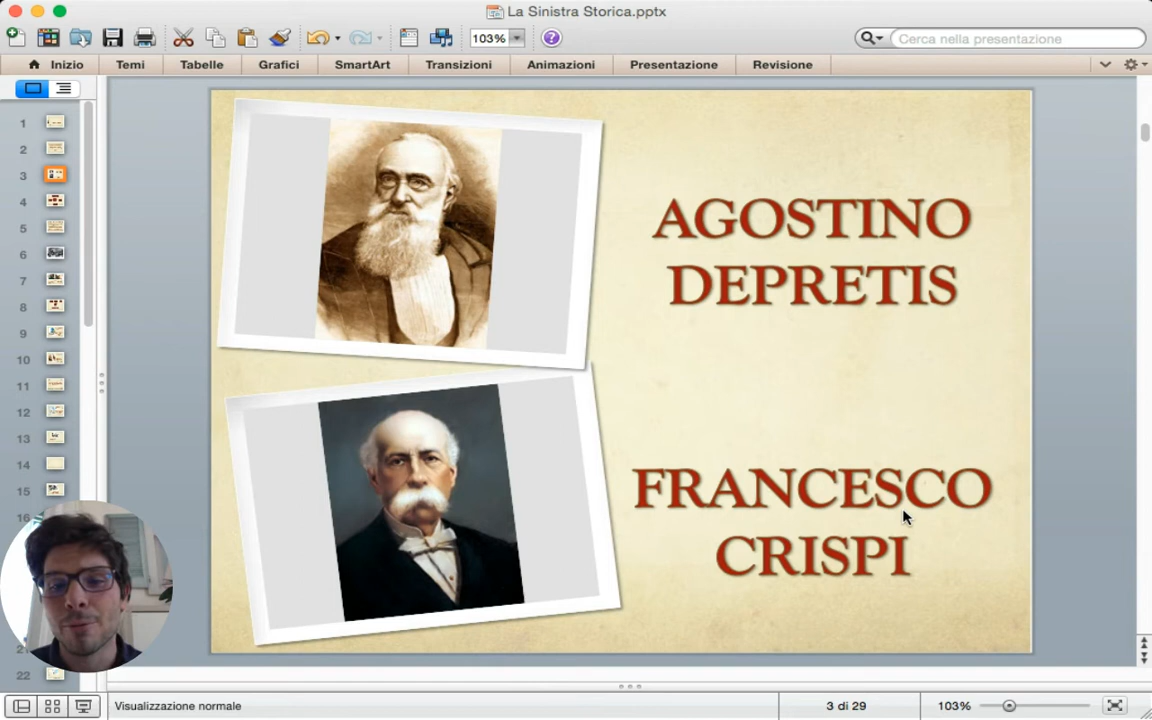 La Sinistra Storica.pptx
103%
Cerca nella presentazione
Inizio
Temi
Tabelle
Grafici
SmartArt
Transizioni
Animazioni
Presentazione
Revisione
1
2
3
4
5
6
7
8
9
10
11
12
13
14
15
16
22
AGOSTINO
DEPRETIS
FRANCESCO
CRISPI
Visualizzazione normale
3 di 29
103%